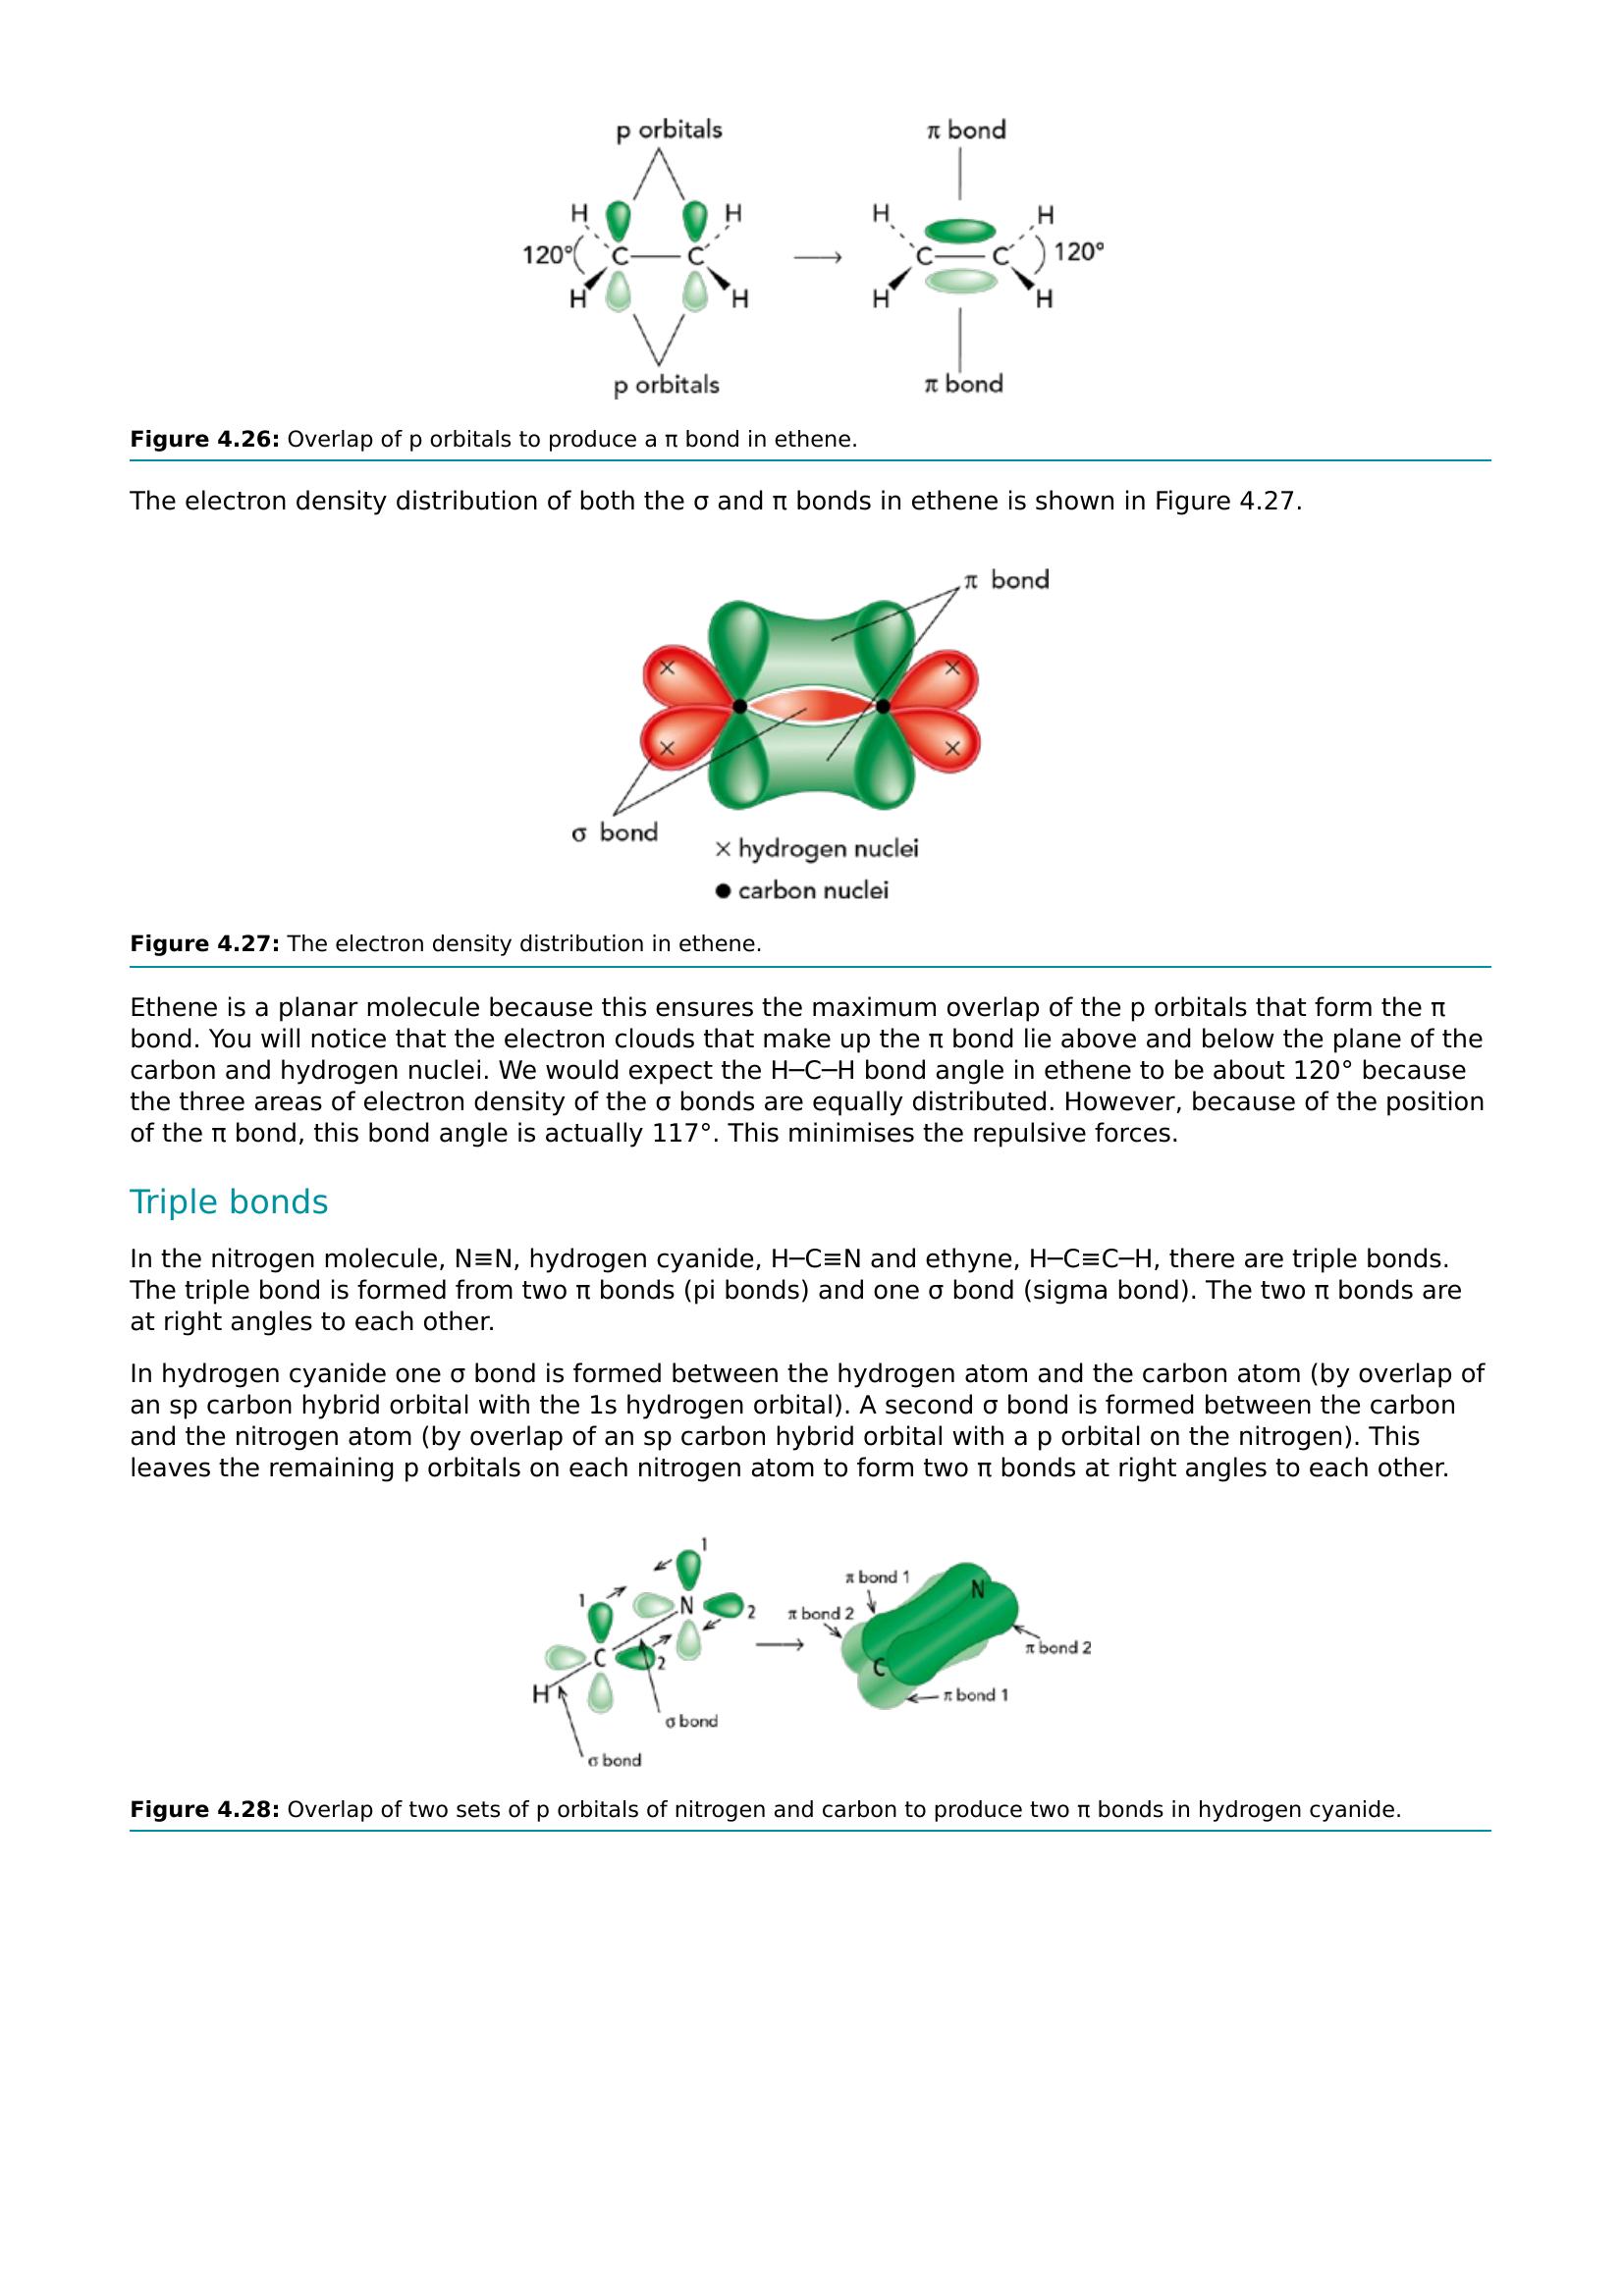 p orbitals
π bond
H
H
H
H
120°
C
C
C
C
120°
H
H
H
H
p orbitals
π bond
Figure 4.26: Overlap of p orbitals to produce a π bond in ethene.
The electron density distribution of both the σ and π bonds in ethene is shown in Figure 4.27.
π bond
σ bond
× hydrogen nuclei
● carbon nuclei
Figure 4.27: The electron density distribution in ethene.
Ethene is a planar molecule because this ensures the maximum overlap of the p orbitals that form the π
bond. You will notice that the electron clouds that make up the π bond lie above and below the plane of the
carbon and hydrogen nuclei. We would expect the H─C─H bond angle in ethene to be about 120° because
the three areas of electron density of the σ bonds are equally distributed. However, because of the position
of the π bond, this bond angle is actually 117°. This minimises the repulsive forces.
Triple bonds
In the nitrogen molecule, N≡N, hydrogen cyanide, H─C≡N and ethyne, H─C≡C─H, there are triple bonds.
The triple bond is formed from two π bonds (pi bonds) and one σ bond (sigma bond). The two π bonds are
at right angles to each other.
In hydrogen cyanide one σ bond is formed between the hydrogen atom and the carbon atom (by overlap of
an sp carbon hybrid orbital with the 1s hydrogen orbital). A second σ bond is formed between the carbon
and the nitrogen atom (by overlap of an sp carbon hybrid orbital with a p orbital on the nitrogen). This
leaves the remaining p orbitals on each nitrogen atom to form two π bonds at right angles to each other.
1
1
N
2
C
2
H
σ bond
σ bond
π bond 1
N
π bond 2
π bond 2
C
π bond 1
Figure 4.28: Overlap of two sets of p orbitals of nitrogen and carbon to produce two π bonds in hydrogen cyanide.